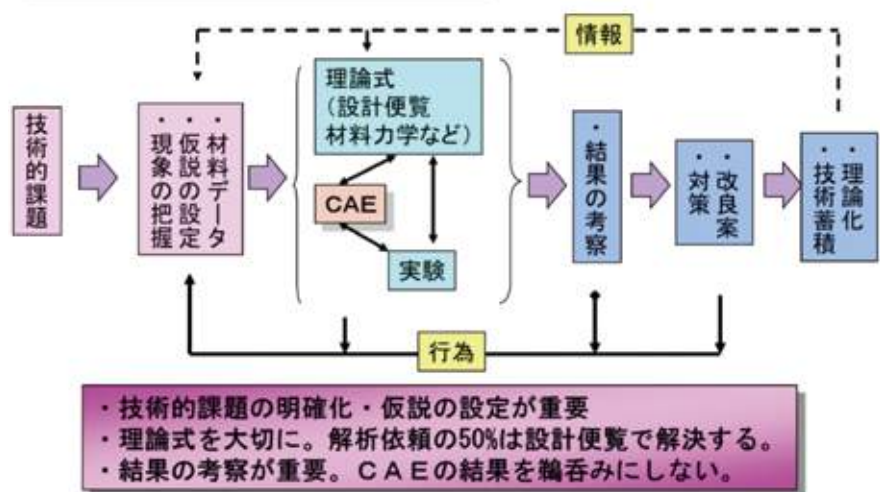 情報
技術的課題
・材料データ
・仮説の設定
現象の把握
理論式
(設計便覧
材料力学など)
CAE
実験
・結果の考察
・改良案
・対策
・理論化
・技術蓄積
行為
・技術的課題の明確化・仮説の設定が重要
・理論式を大切に。解析依頼の50%は設計便覧で解決する。
・結果の考察が重要。CAEの結果を鵜呑みにしない。